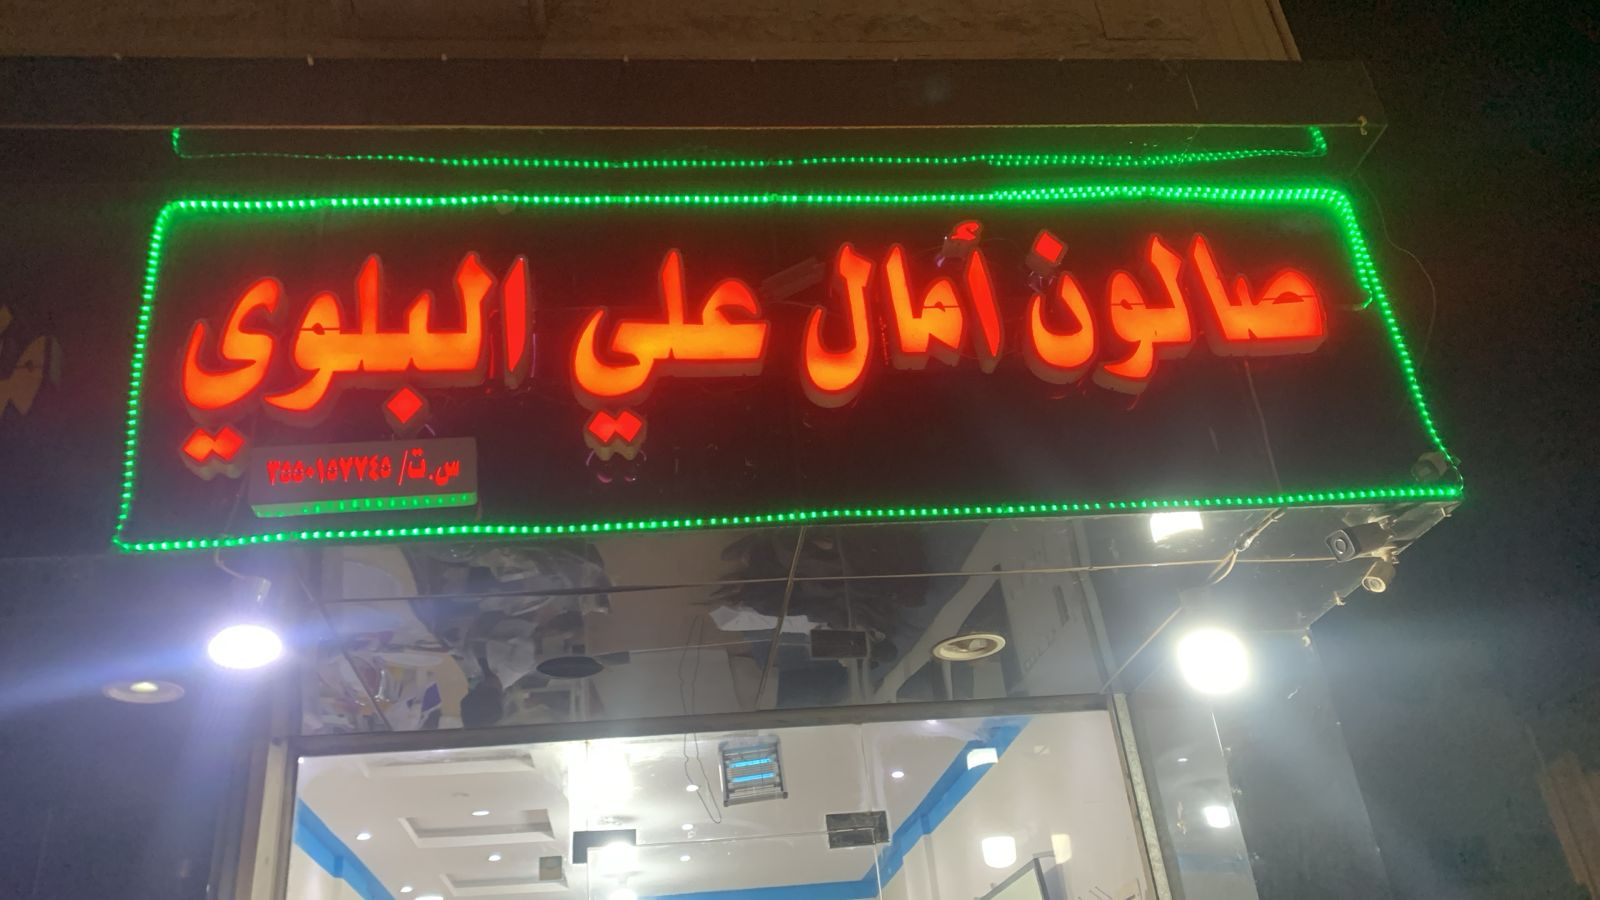 صالون أمال علي البلوي
س.ت/ ٣٥٥٠١٥٧٧٤٥